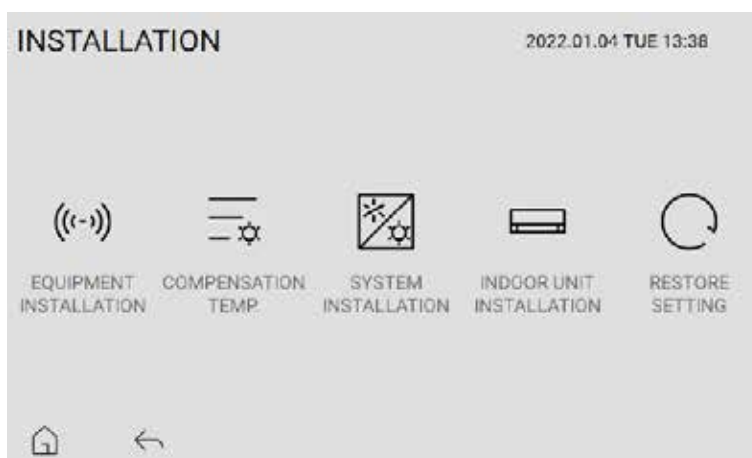 INSTALLATION
2022.01.04 TUE 13:38
EQUIPMENT
INSTALLATION
COMPENSATION
TEMP.
SYSTEM
INSTALLATION
INDOOR UNIT
INSTALLATION
RESTORE
SETTING